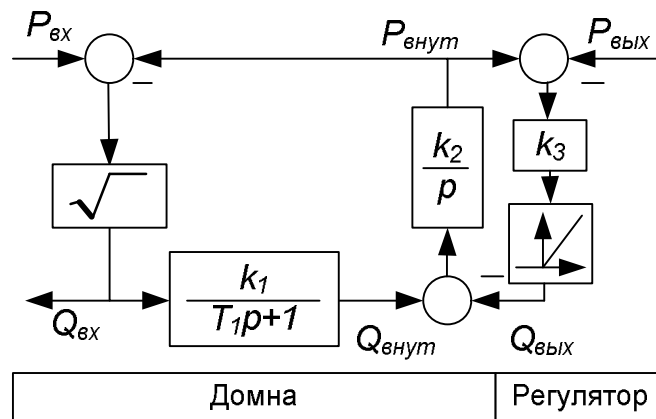 Pвх
Pвнут
Pвых
k2
p
k3
√
k1
T1p+1
Qвх
Qвнут
Qвых
Домна
Регулятор